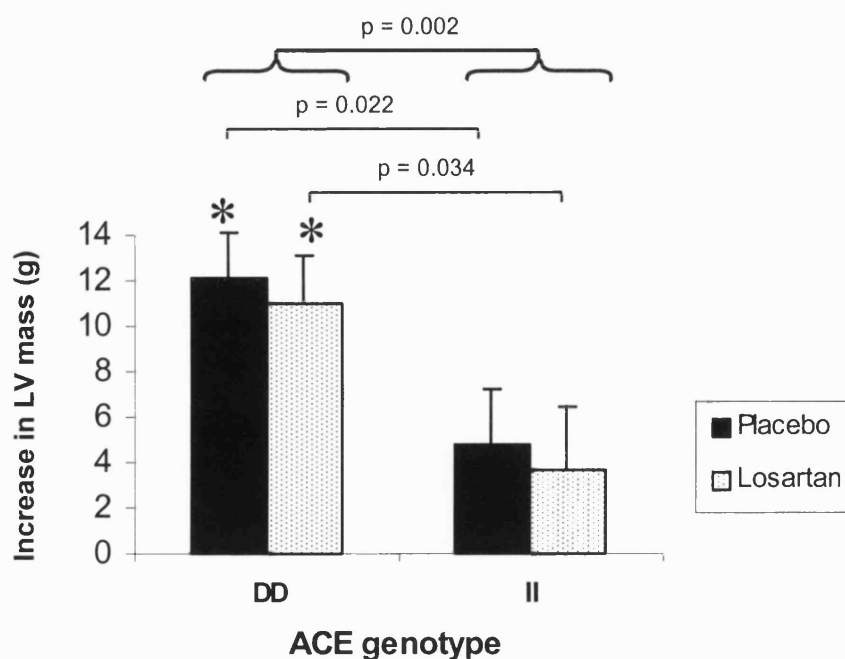 p = 0.002
p = 0.022
p = 0.034
* *
Increase in LV mass (g)
14
12
10
8
6
4
2
0
DD II
ACE genotype
Placebo
Losartan